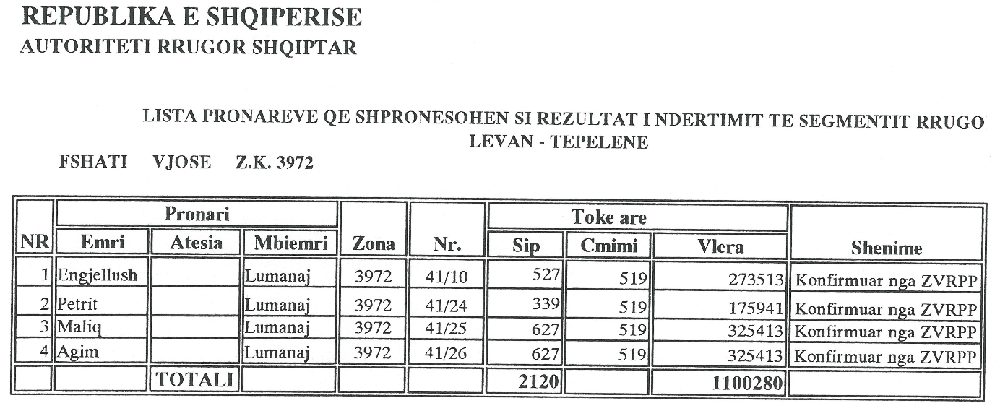 REPUBLIKA E SHQIPERISE
AUTORITETI RRUGOR SHQIPTAR
LISTA PRONAREVE QE SHPRONESOHEN SI REZULTAT I NDERTIMIT TE SEGMENTIT RRUGO
LEVAN - TEPELENE
FSHATI VJOSE Z.K. 3972
Pronari Toke are
NR Emri Atesia Mbiemri Zona Nr. Sip Cmimi Vlera Shenime
1 Engjellush Lumanaj 3972 41/10 527 519 273513 Konfirmuar nga ZVRPP
2 Petrit Lumanaj 3972 41/24 339 519 175941 Konfirmuar nga ZVRPP
3 Maliq Lumanaj 3972 41/25 627 519 325413 Konfirmuar nga ZVRPP
4 Agim Lumanaj 3972 41/26 627 519 325413 Konfirmuar nga ZVRPP
TOTALI 2120 1100280